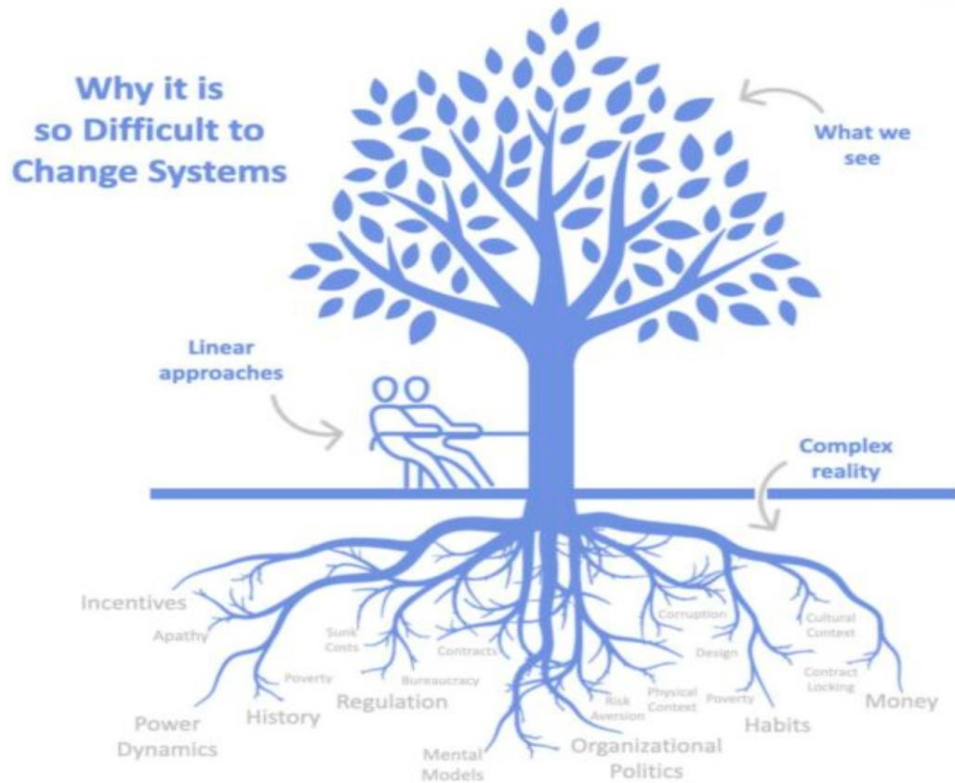 Why it is
so Difficult to
Change Systems
What we
see
Linear
approaches
Complex
reality
Incentives
Apathy
Power
Dynamics
Poverty
History
Sunk
Costs
Regulation
Bureaucracy
Contracts
Mental
Models
Risk
Aversion
Organizational
Politics
Physical
Context
Corruption
Design
Poverty
Habits
Cultural
Context
Contract
Locking
Money